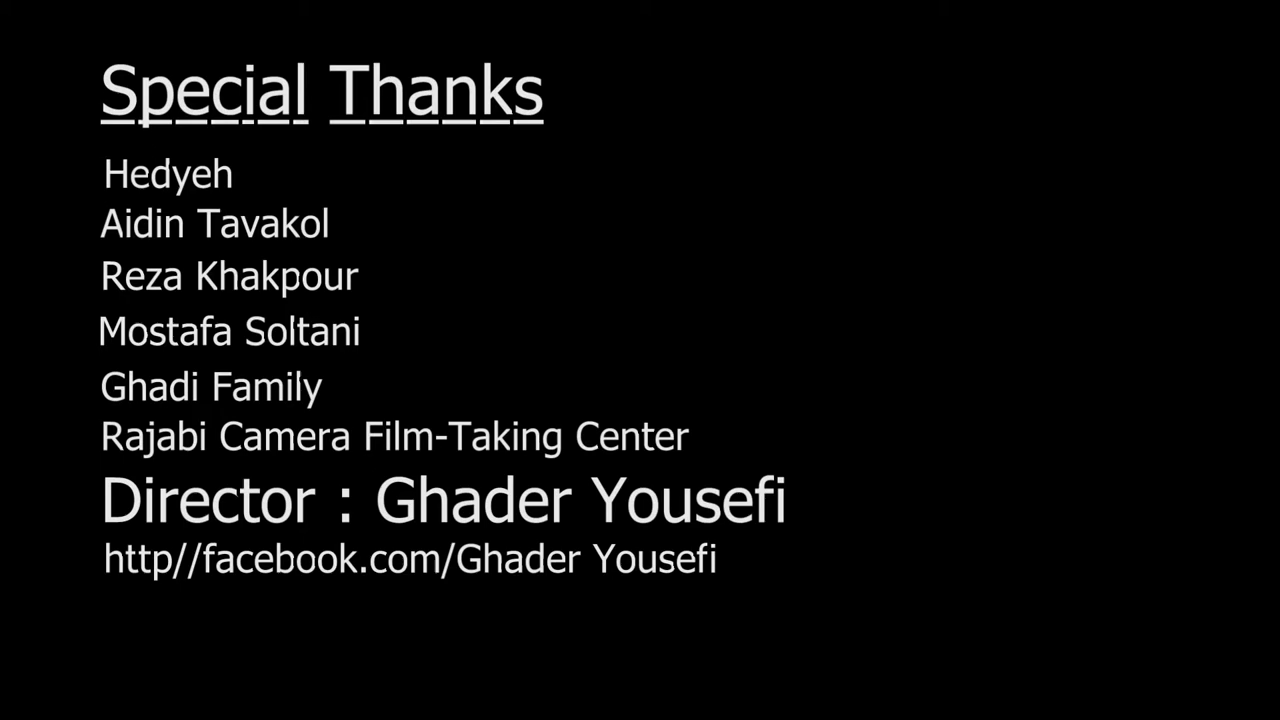 Special Thanks
Hedyeh
Aidin Tavakol
Reza Khakpour
Mostafa Soltani
Ghadi Family
Rajabi Camera Film-Taking Center
Director : Ghader Yousefi
http//facebook.com/Ghader Yousefi